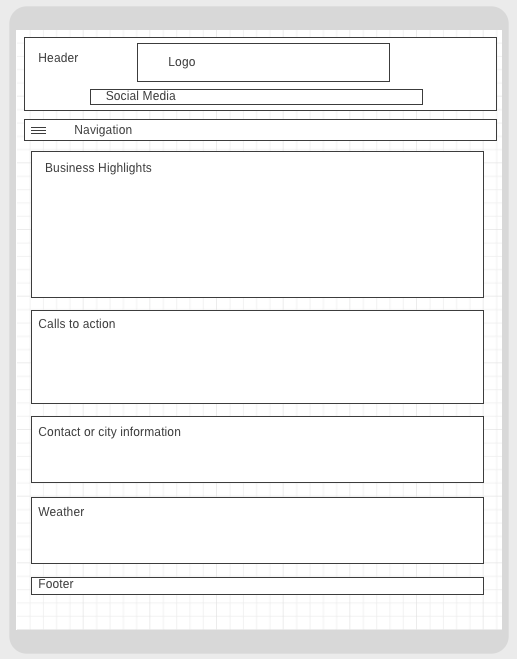 Header
Logo
Social Media
Navigation
Business Highlights
Calls to action
Contact or city information
Weather
Footer